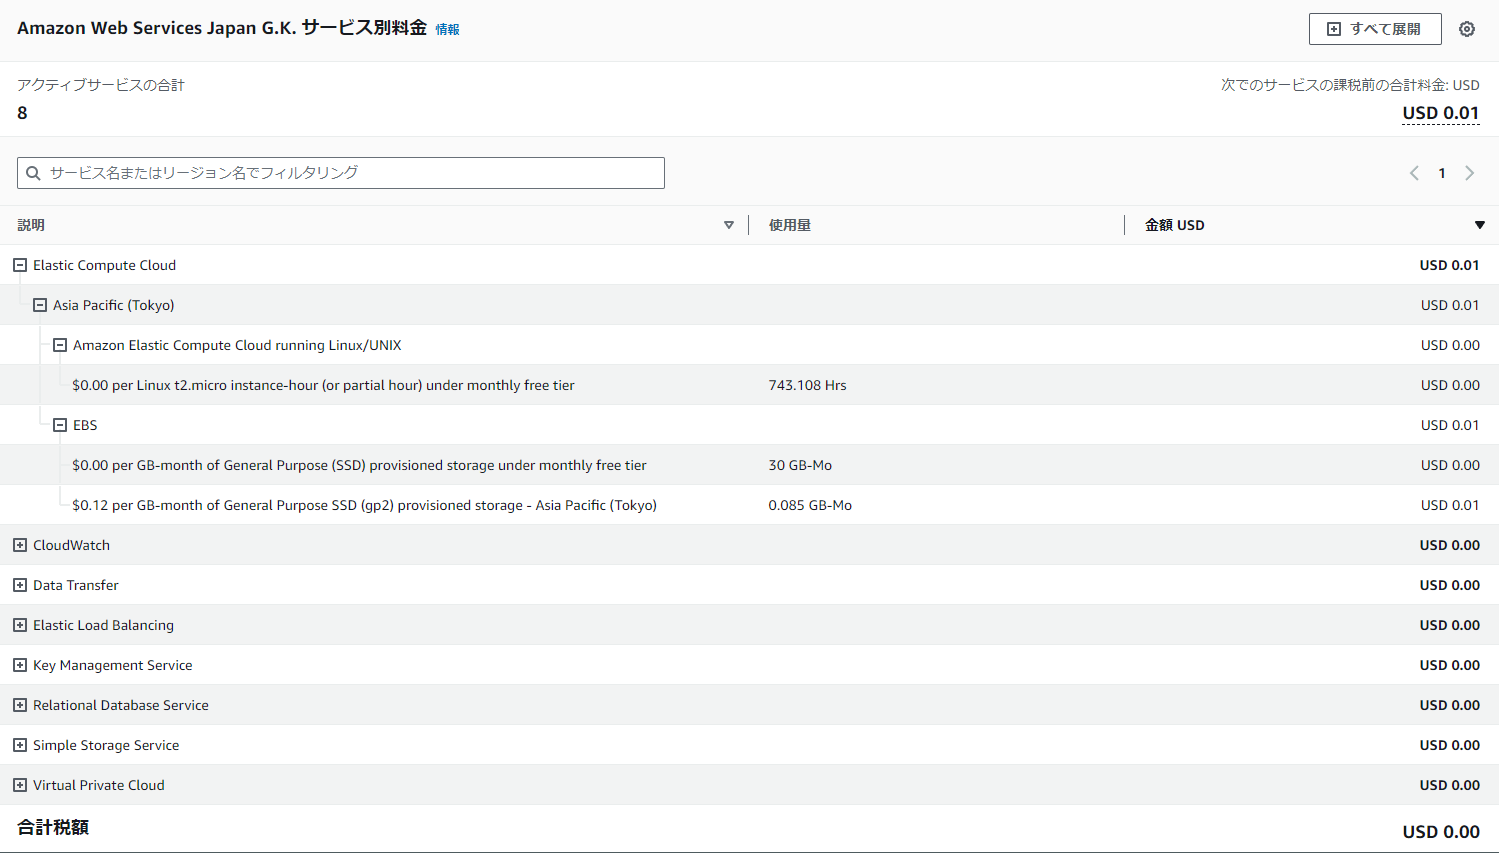 Amazon Web Services Japan G.K. サービス別料金 情報
すべて展開
アクティブサービスの合計
次でのサービスの課税前の合計料金: USD
8
USD 0.01
サービス名またはリージョン名でフィルタリング
1
説明 使用量 金額 USD
Elastic Compute Cloud USD 0.01
Asia Pacific (Tokyo) USD 0.01
Amazon Elastic Compute Cloud running Linux/UNIX USD 0.00
$0.00 per Linux t2.micro instance-hour (or partial hour) under monthly free tier 743.108 Hrs USD 0.00
EBS USD 0.01
$0.00 per GB-month of General Purpose (SSD) provisioned storage under monthly free tier 30 GB-Mo USD 0.00
$0.12 per GB-month of General Purpose SSD (gp2) provisioned storage - Asia Pacific (Tokyo) 0.085 GB-Mo USD 0.01
CloudWatch USD 0.00
Data Transfer USD 0.00
Elastic Load Balancing USD 0.00
Key Management Service USD 0.00
Relational Database Service USD 0.00
Simple Storage Service USD 0.00
Virtual Private Cloud USD 0.00
合計税額 USD 0.00